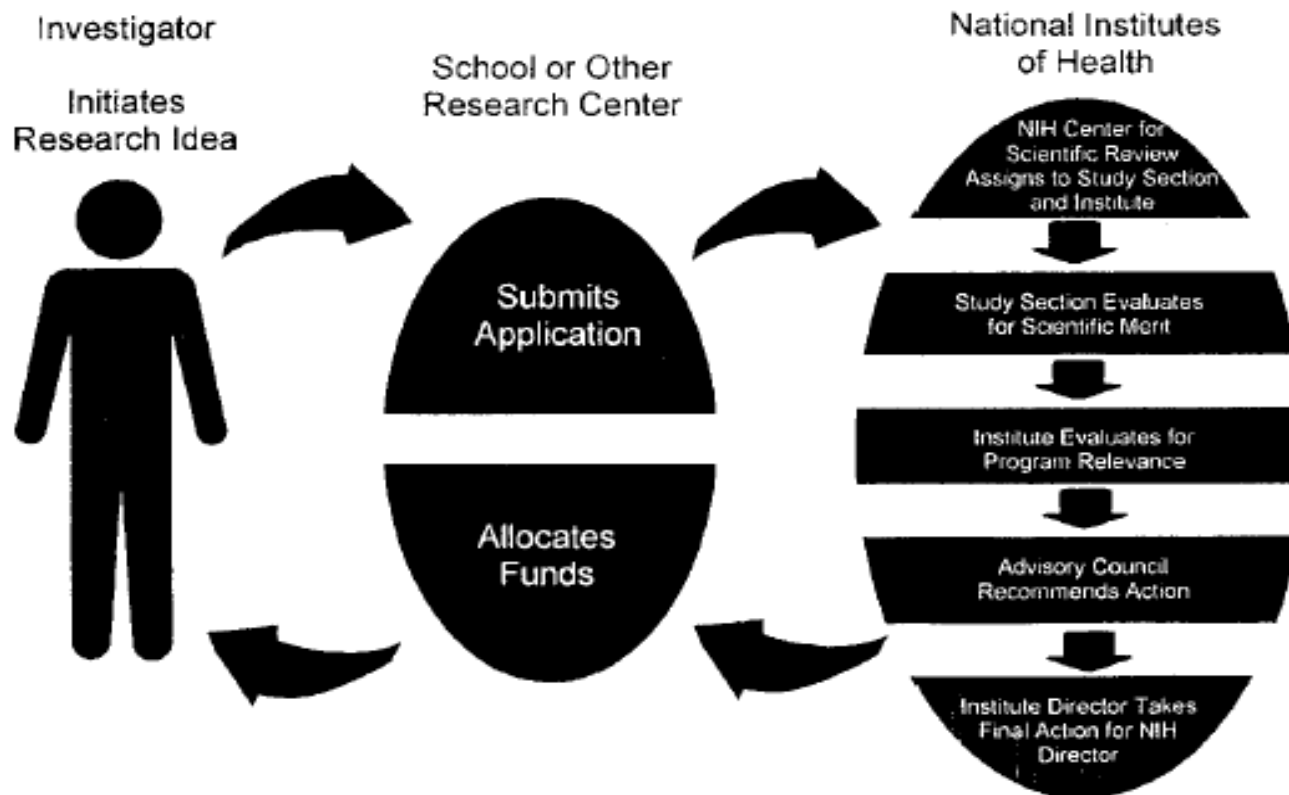 Investigator
Initiates
Research Idea
School or Other
Research Center
Submits
Application
Allocates
Funds
National Institutes
of Health
NIH Center for
Scientific Review
Assigns to Study Section
and Institute
Study Section Evaluates
for Scientific Merit
Institute Evaluates for
Program Relevance
Advisory Council
Recommends Action
Institute Director Takes
Final Action for NIH
Director